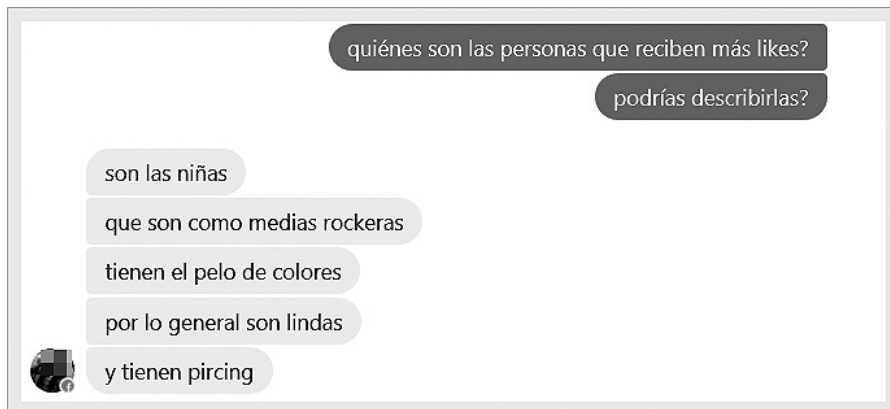 quiénes son las personas que reciben más likes?
podrías describirlas?
son las niñas
que son como medias rockeras
tienen el pelo de colores
por lo general son lindas
y tienen pircing